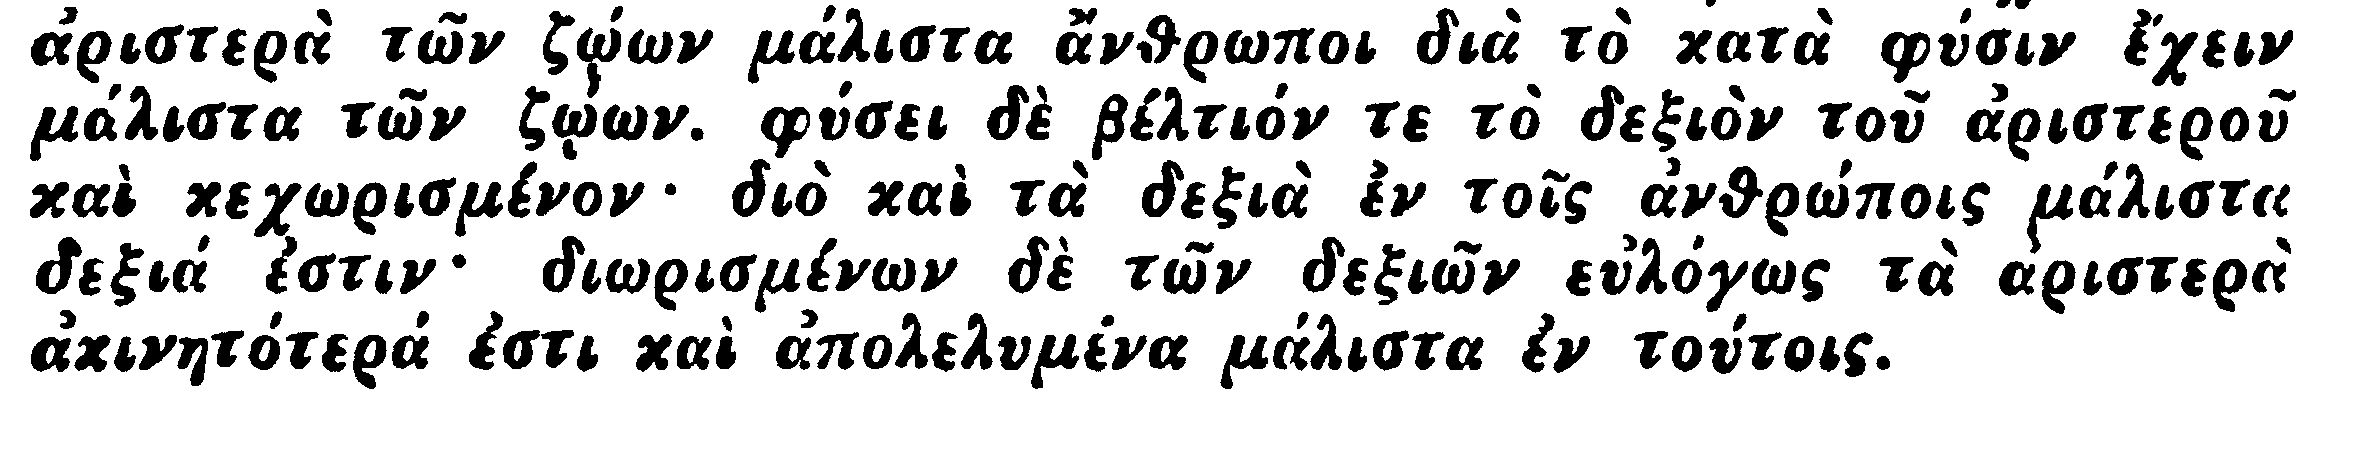 ἀριστερὰ τῶν ζῴων μάλιστα ἄνθρωποι διὰ τὸ κατὰ φύσιν ἔχειν
μάλιστα τῶν ζῴων. φύσει δὲ βέλτιόν τε τὸ δεξιὸν τοῦ ἀριστεροῦ
καὶ κεχωρισμένον· διὸ καὶ τὰ δεξιὰ ἐν τοῖς ἀνθρώποις μάλιστα
δεξιά ἐστιν· διωρισμένων δὲ τῶν δεξιῶν εὐλόγως τὰ ἀριστερὰ
ἀκινητότερά ἐστι καὶ ἀπολελυμένα μάλιστα ἐν τούτοις.